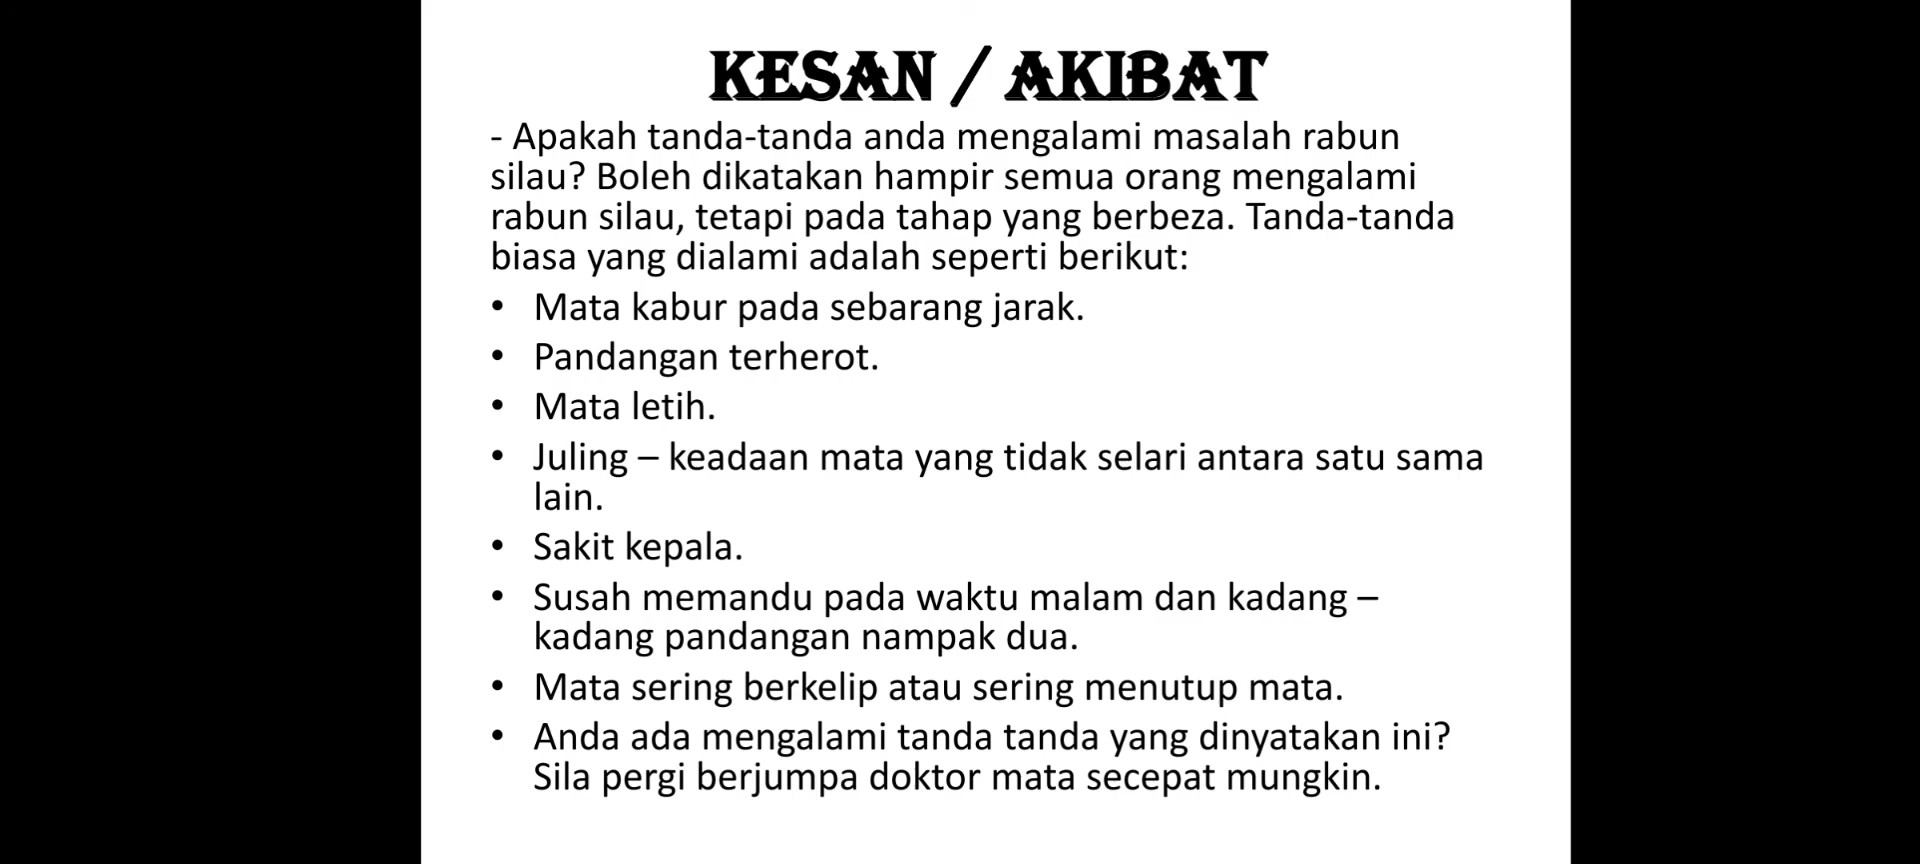 KESAN / AKIBAT
- Apakah tanda-tanda anda mengalami masalah rabun
silau? Boleh dikatakan hampir semua orang mengalami
rabun silau, tetapi pada tahap yang berbeza. Tanda-tanda
biasa yang dialami adalah seperti berikut:
• Mata kabur pada sebarang jarak.
• Pandangan terherot.
• Mata letih.
• Juling – keadaan mata yang tidak selari antara satu sama
lain.
• Sakit kepala.
• Susah memandu pada waktu malam dan kadang –
kadang pandangan nampak dua.
• Mata sering berkelip atau sering menutup mata.
• Anda ada mengalami tanda tanda yang dinyatakan ini?
Sila pergi berjumpa doktor mata secepat mungkin.